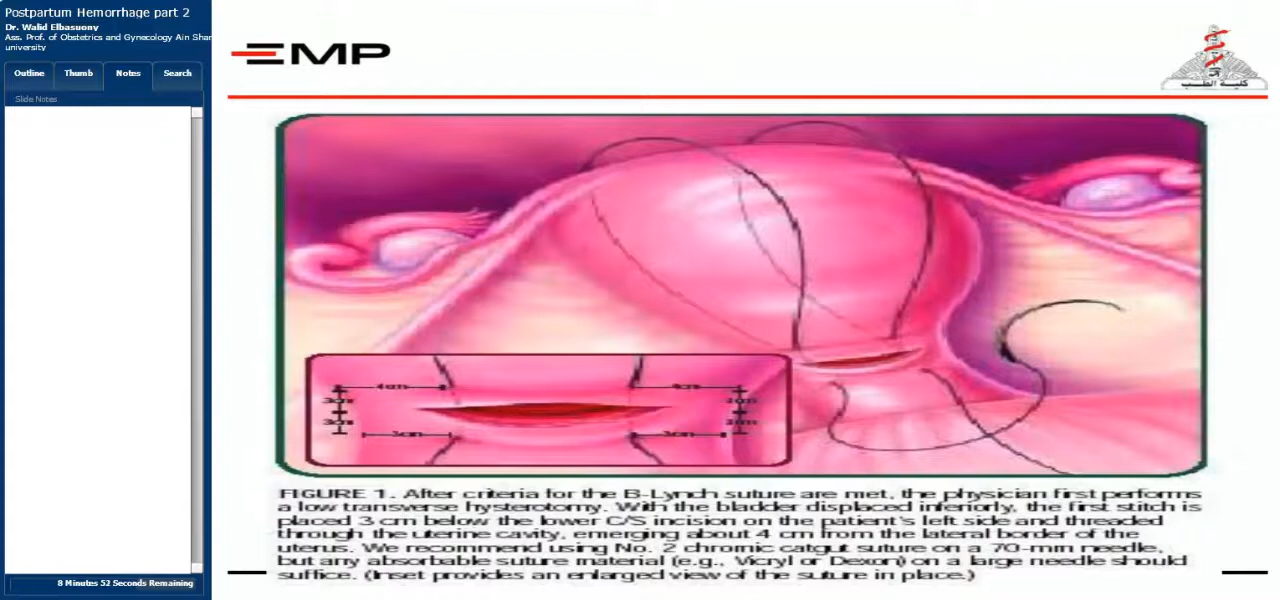 Postpartum Hemorrhage part 2
Dr. Walid Elbasuony
Ass. Prof. of Obstetrics and Gynecology Ain Shar
university
Outline
Thumb
Notes
Search
Slide Notes
EMP
كلية الطب
4cm
4cm
3cm
3cm
3cm
3cm
3cm
3cm
FIGURE 1. After criteria for the B-Lynch suture are met, the physician first performs
a low transverse hysterotomy. With the bladder displaced inferiorly, the first stitch is
placed 3 cm below the lower C/S incision on the patient's left side and threaded
through the uterine cavity, emerging about 4 cm from the lateral border of the
uterus. We recommend using No. 2 chromic catgut suture on a 70-mm needle,
but any absorbable suture material (e.g., Vicryl or Dexon) on a large needle should
suffice. (Inset provides an enlarged view of the suture in place.)
8 Minutes 52 Seconds Remaining